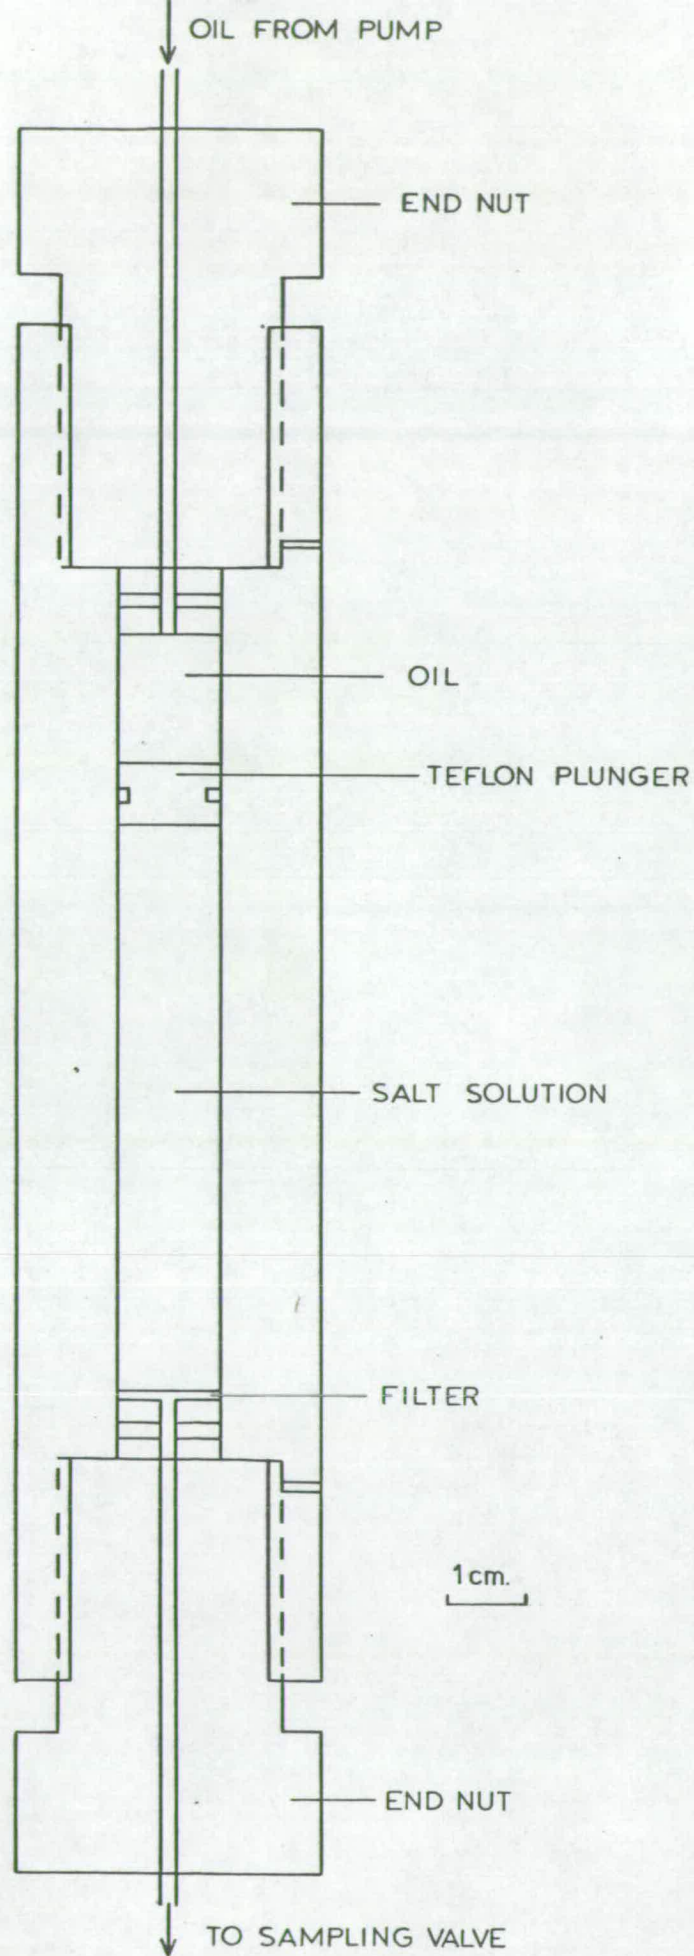 OIL FROM PUMP
END NUT
OIL
TEFLON PLUNGER
SALT SOLUTION
FILTER
1cm.
END NUT
TO SAMPLING VALVE